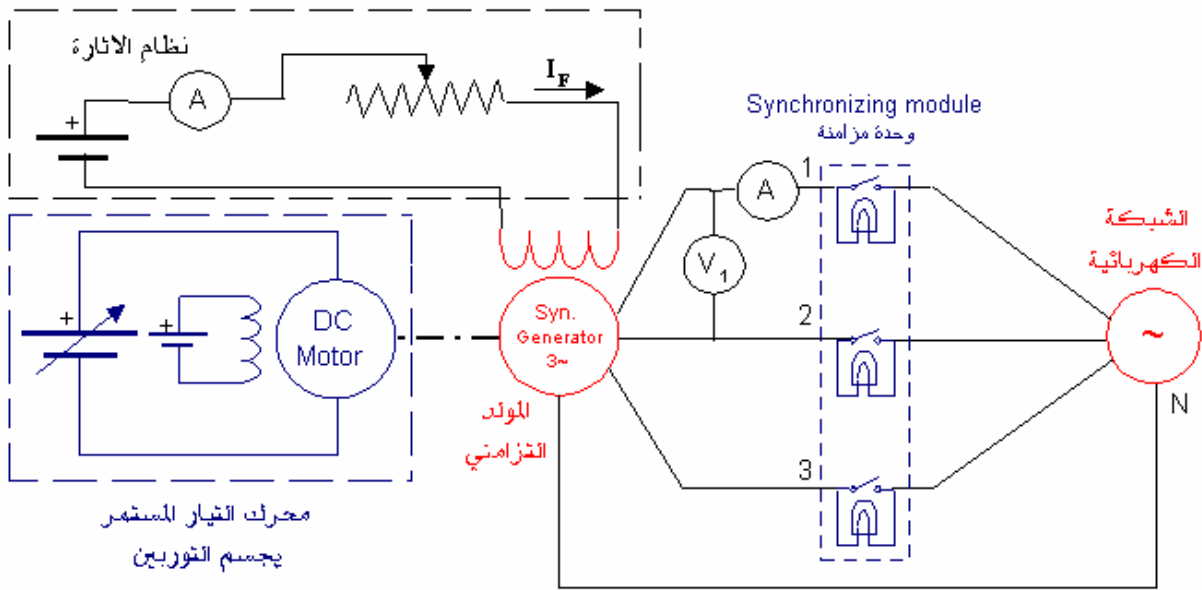 نظام الاثارة
A
I_F
+
Synchronizing module
وحدة مزامنة
1
A
V₁
الشبكة
الكهربائية
+
+
DC
Motor
Syn.
Generator
3~
2
~
N
المولد
التزامني
3
محرك التيار المستمر
يجسم التوربين